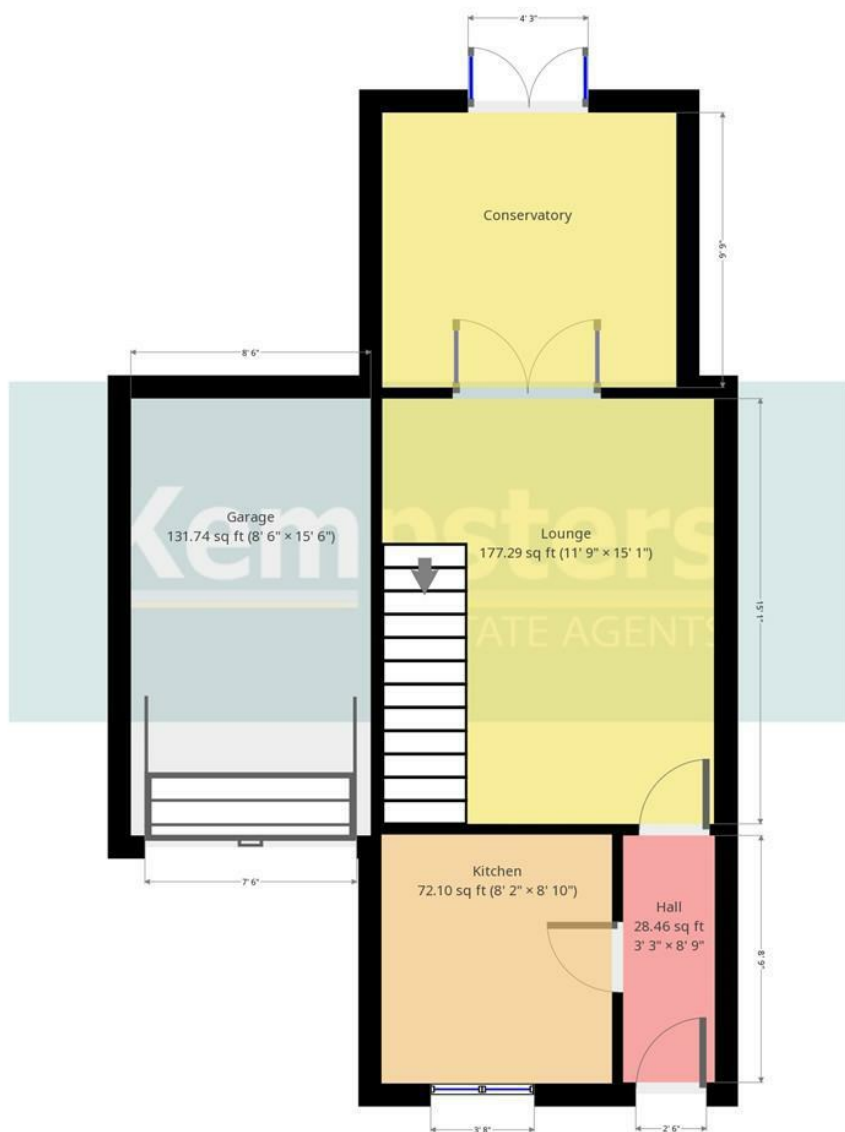 4' 3"
Conservatory
9' 9"
8' 6"
Garage
131.74 sq ft (8' 6" × 15' 6")
Lounge
177.29 sq ft (11' 9" × 15' 1")
Kempsters
ESTATE AGENTS
15' 1"
Kitchen
72.10 sq ft (8' 2" × 8' 10")
Hall
28.46 sq ft
3' 3" × 8' 9"
7' 6"
8' 9"
3' 8"
2' 6"